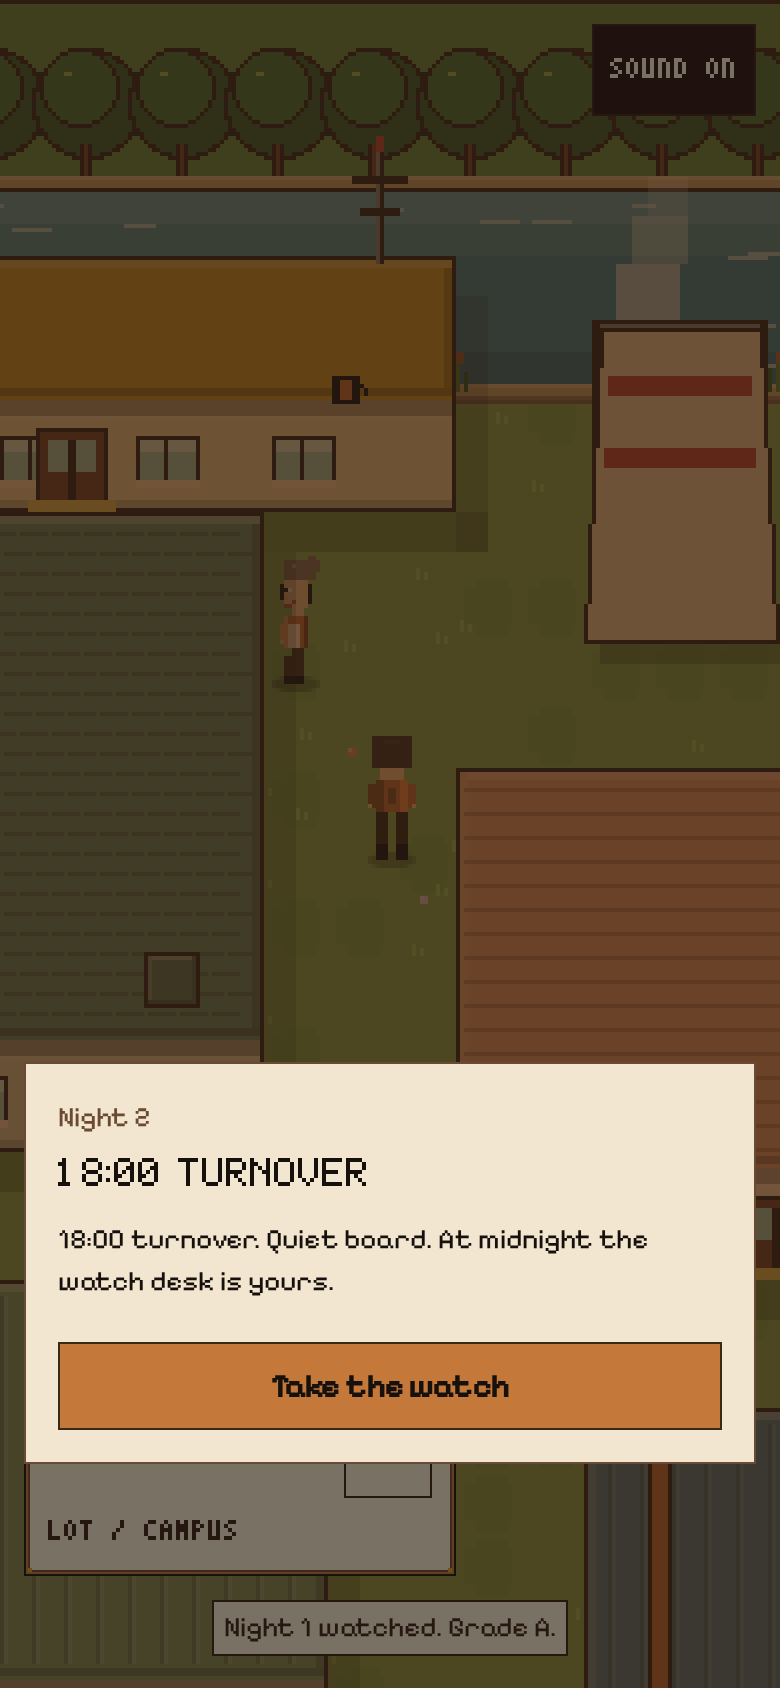 SOUND ON
Night 2
18:00 TURNOVER
18:00 turnover. Quiet board. At midnight the
watch desk is yours.
Take the watch
LOT / CAMPUS
Night 1 watched. Grade A.